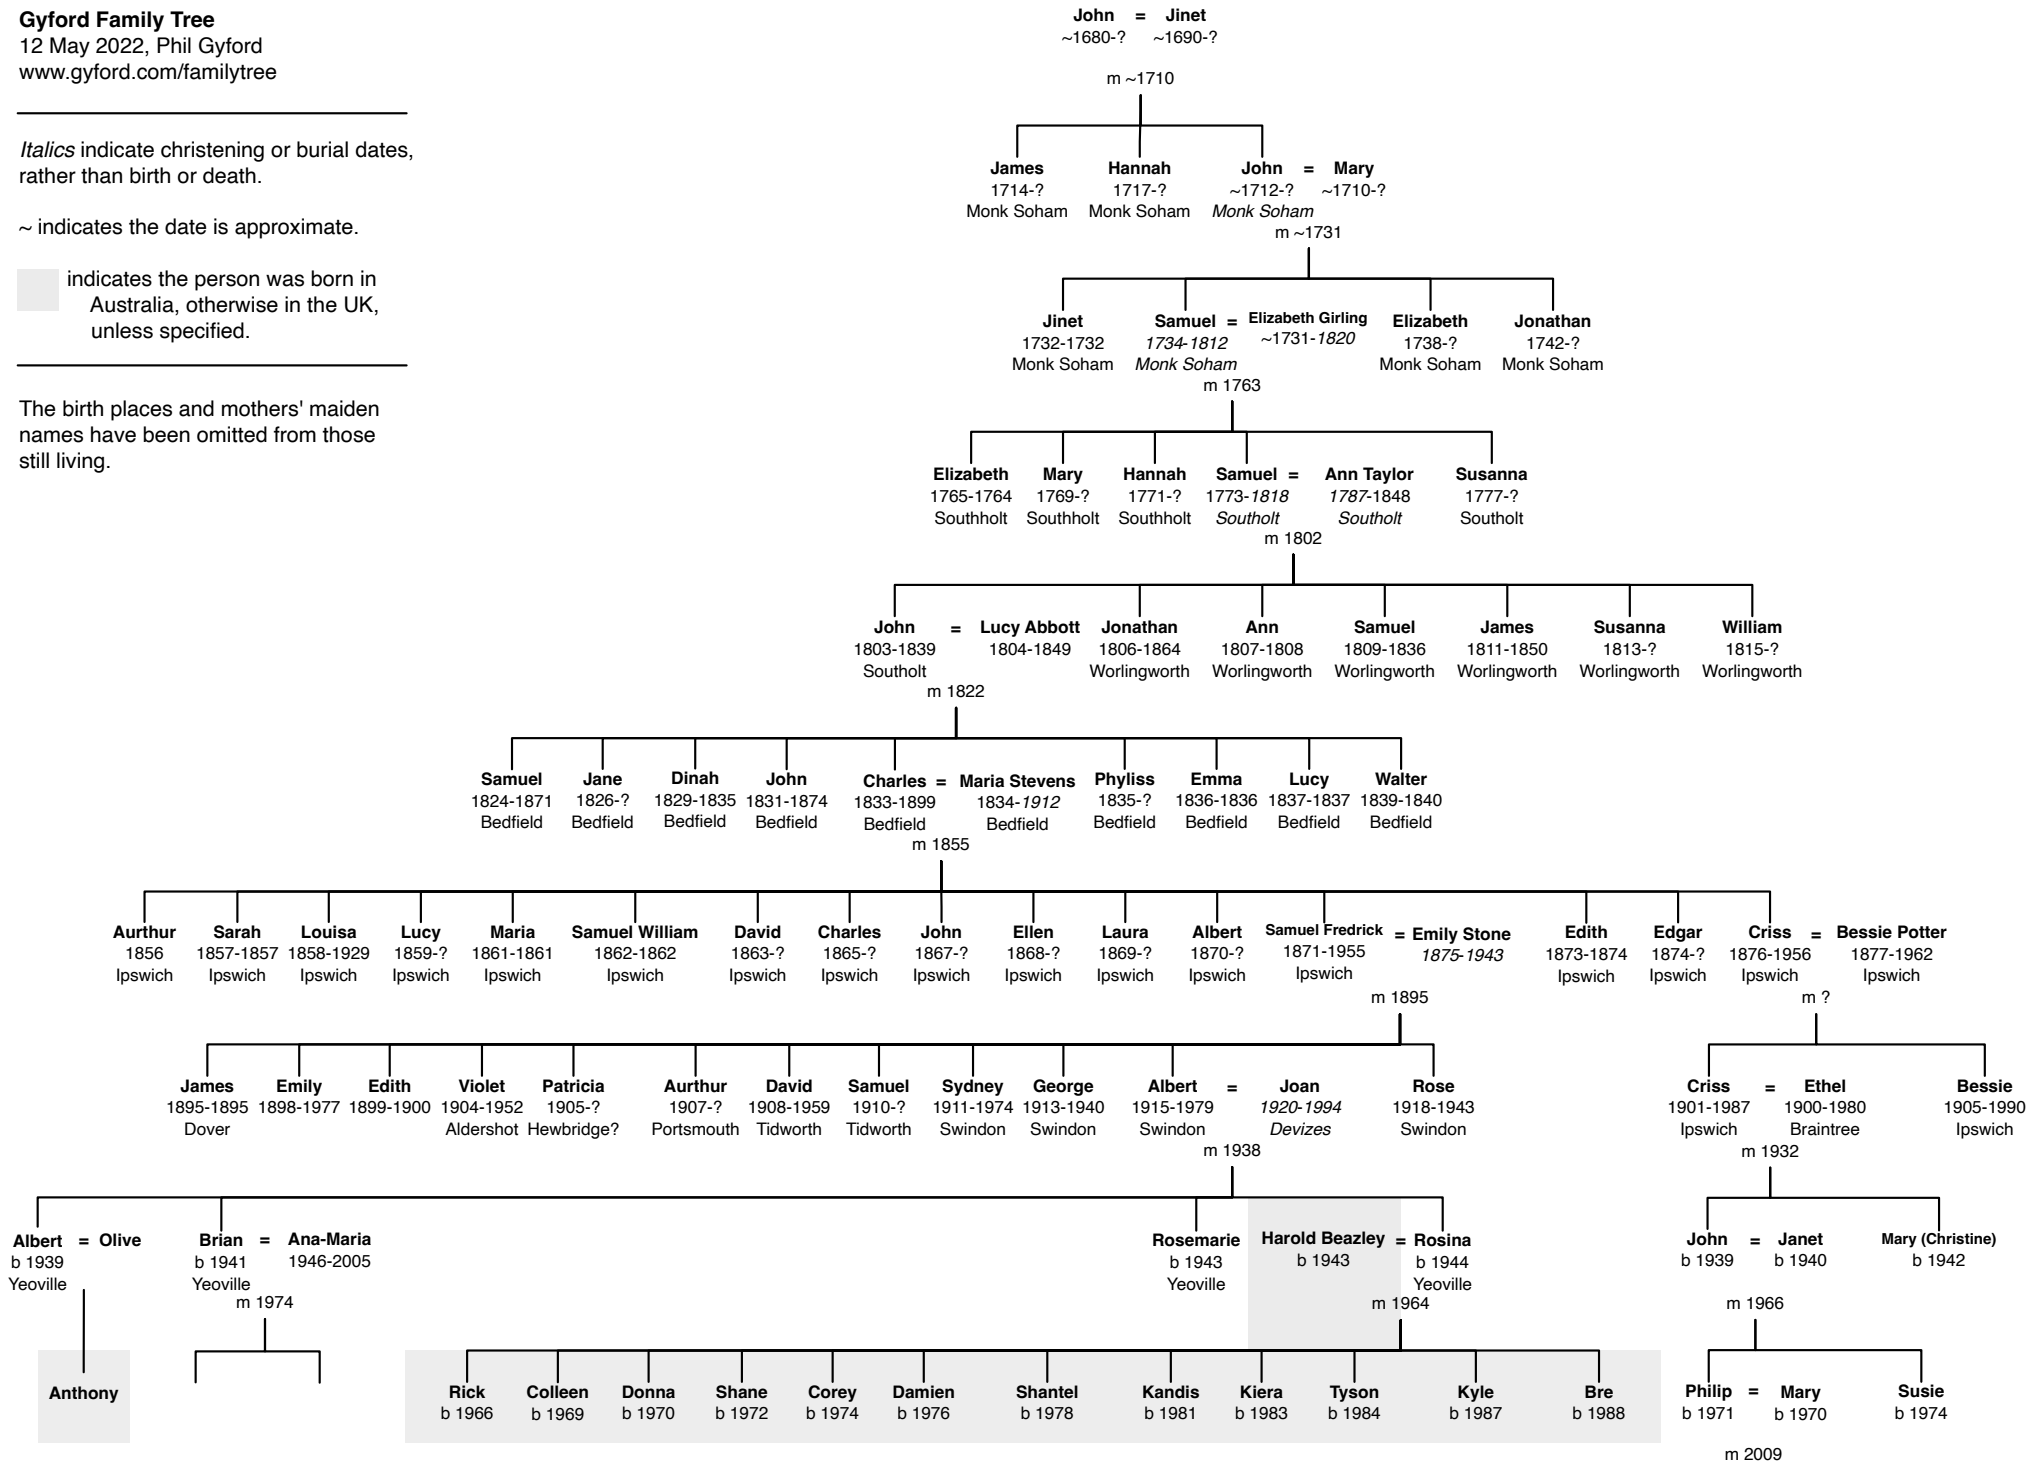 Gyford Family Tree
12 May 2022, Phil Gyford
www.gyford.com/familytree
Italics indicate christening or burial dates,
rather than birth or death.
~ indicates the date is approximate.
indicates the person was born in
Australia, otherwise in the UK,
unless specified.
The birth places and mothers' maiden
names have been omitted from those
still living.
John = Jinet
~1680-? ~1690-?
m ~1710
James Hannah John = Mary
1714-? 1717-? ~1712-? ~1710-?
Monk Soham Monk Soham Monk Soham
m ~1731
Jinet Samuel = Elizabeth Girling Elizabeth Jonathan
1732-1732 1734-1812 ~1731-1820 1738-? 1742-?
Monk Soham Monk Soham Monk Soham Monk Soham
m 1763
Elizabeth Mary Hannah Samuel = Ann Taylor Susanna
1765-1764 1769-? 1771-? 1773-1818 1787-1848 1777-?
Southholt Southholt Southholt Southolt Southolt Southolt
m 1802
John = Lucy Abbott Jonathan Ann Samuel James Susanna William
1803-1839 1804-1849 1806-1864 1807-1808 1809-1836 1811-1850 1813-? 1815-?
Southolt Worlingworth Worlingworth Worlingworth Worlingworth Worlingworth Worlingworth
m 1822
Samuel Jane Dinah John Charles = Maria Stevens Phyliss Emma Lucy Walter
1824-1871 1826-? 1829-1835 1831-1874 1833-1899 1834-1912 1835-? 1836-1836 1837-1837 1839-1840
Bedfield Bedfield Bedfield Bedfield Bedfield Bedfield Bedfield Bedfield Bedfield Bedfield
m 1855
Aurthur Sarah Louisa Lucy Maria Samuel William David Charles John Ellen Laura Albert Samuel Fredrick = Emily Stone Edith Edgar Criss = Bessie Potter
1856 1857-1857 1858-1929 1859-? 1861-1861 1862-1862 1863-? 1865-? 1867-? 1868-? 1869-? 1870-? 1871-1955 1875-1943 1873-1874 1874-? 1876-1956 1877-1962
Ipswich Ipswich Ipswich Ipswich Ipswich Ipswich Ipswich Ipswich Ipswich Ipswich Ipswich Ipswich Ipswich Ipswich Ipswich Ipswich Ipswich
m 1895 m ?
James Emily Edith Violet Patricia Aurthur David Samuel Sydney George Albert = Joan Rose Criss = Ethel Bessie
1895-1895 1898-1977 1899-1900 1904-1952 1905-? 1907-? 1908-1959 1910-? 1911-1974 1913-1940 1915-1979 1920-1994 1918-1943 1901-1987 1900-1980 1905-1990
Dover Aldershot Hewbridge? Portsmouth Tidworth Tidworth Swindon Swindon Swindon Devizes Swindon Ipswich Braintree Ipswich
m 1938 m 1932
Albert = Olive Brian = Ana-Maria Rosemarie Harold Beazley = Rosina John = Janet Mary (Christine)
b 1939 b 1941 1946-2005 b 1943 b 1943 b 1944 b 1939 b 1940 b 1942
Yeoville Yeoville Yeoville Yeoville
m 1974 m 1964 m 1966
Anthony Rick Colleen Donna Shane Corey Damien Shantel Kandis Kiera Tyson Kyle Bre Philip = Mary Susie
b 1966 b 1969 b 1970 b 1972 b 1974 b 1976 b 1978 b 1981 b 1983 b 1984 b 1987 b 1988 b 1971 b 1970 b 1974
m 2009